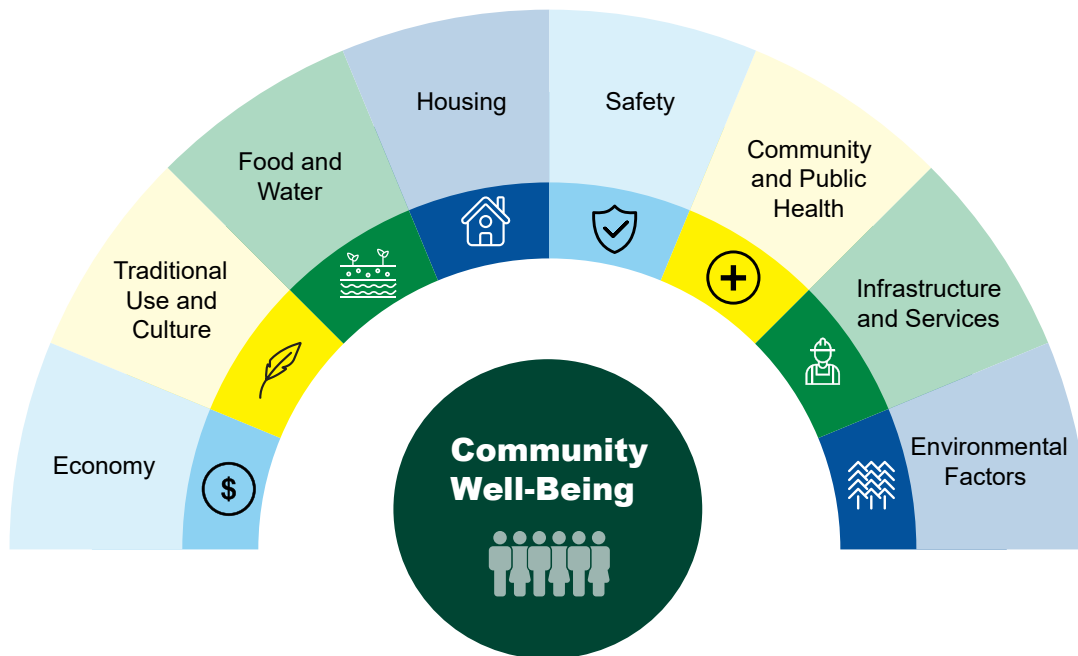 Economy
Traditional
Use and
Culture
Food and
Water
Housing
Safety
Community
and Public
Health
Infrastructure
and Services
Environmental
Factors
$
Community
Well-Being